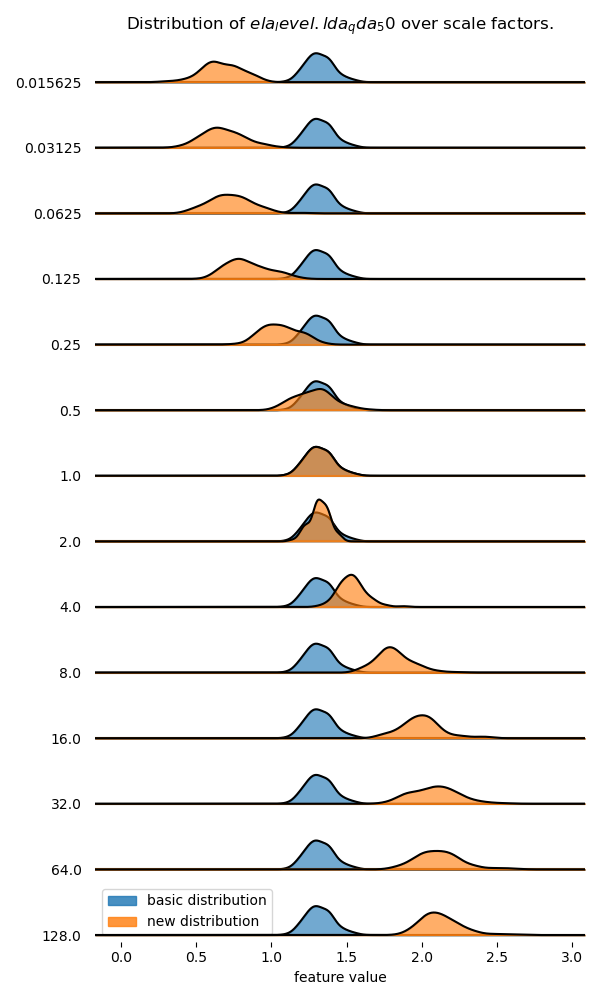 Distribution of ela_level.lda_qda_50 over scale factors.
0.015625
0.03125
0.0625
0.125
0.25
0.5
1.0
2.0
4.0
8.0
16.0
32.0
64.0
128.0
basic distribution
new distribution
0.0 0.5 1.0 1.5 2.0 2.5 3.0
feature value